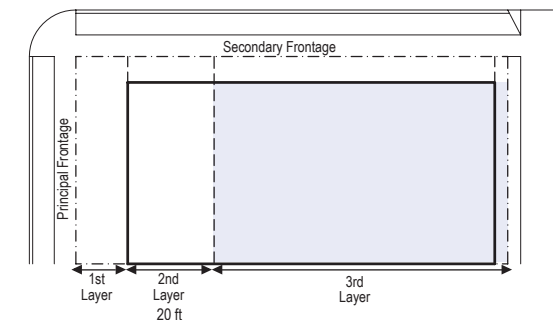 Secondary Frontage
Principal Frontage
1st
Layer
2nd
Layer
20 ft
3rd
Layer